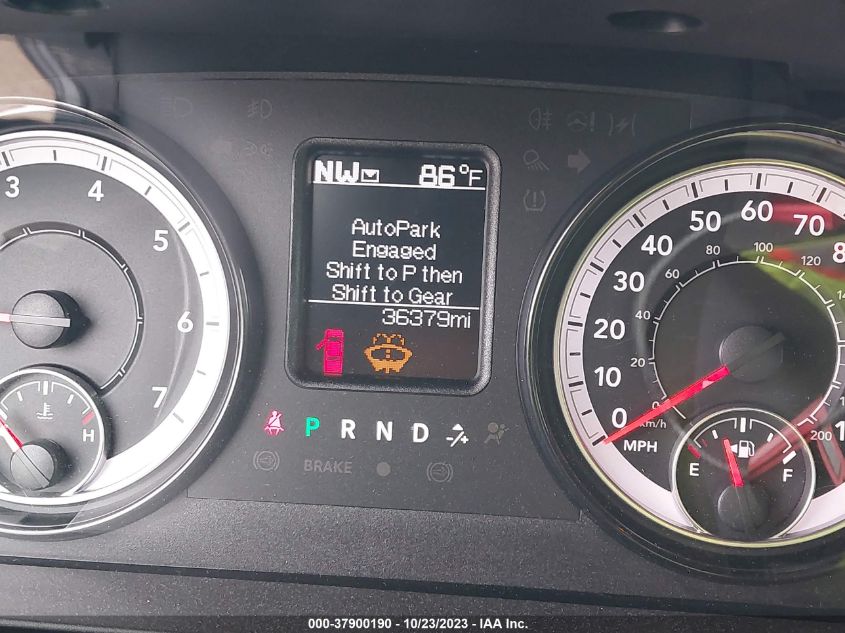 NW 86°F
AutoPark
Engaged
Shift to P then
Shift to Gear
36379mi
P R N D
BRAKE
3 4 5 6 7
H
0 10 20 30 40 50 60 70
MPH
0 20 40 60 80 100 120
200
km/h
E F
000-37900190 - 10/23/2023 - IAA Inc.